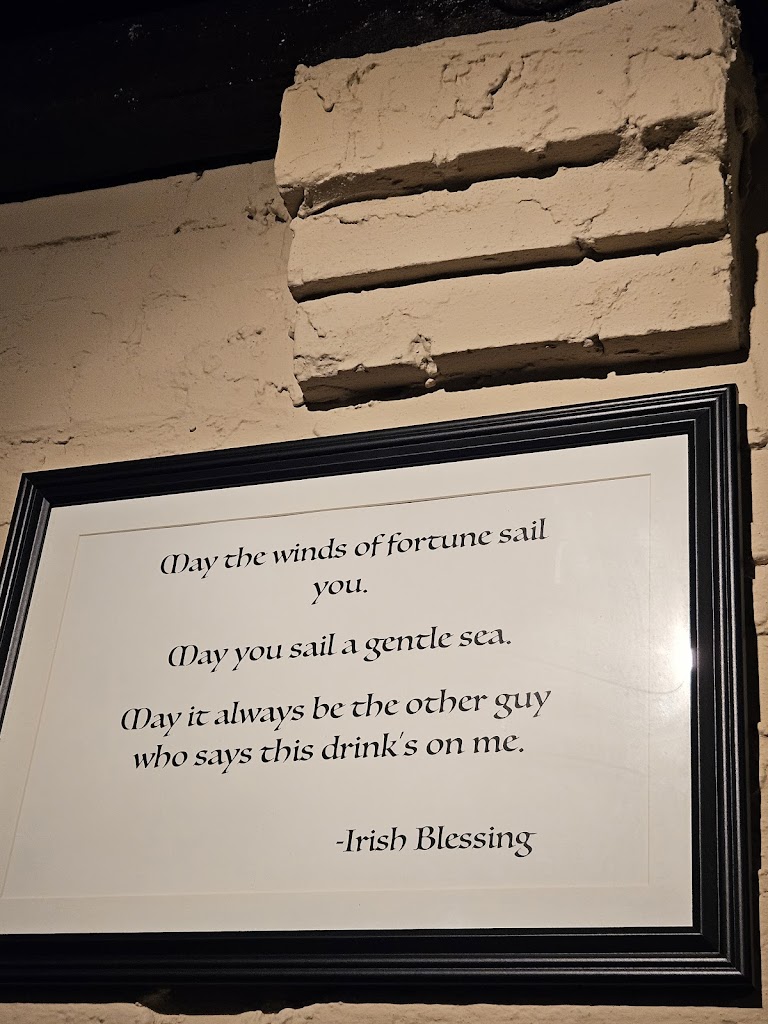 May the winds of fortune sail
you.
May you sail a gentle sea.
May it always be the other guy
who says this drink's on me.
-Irish Blessing